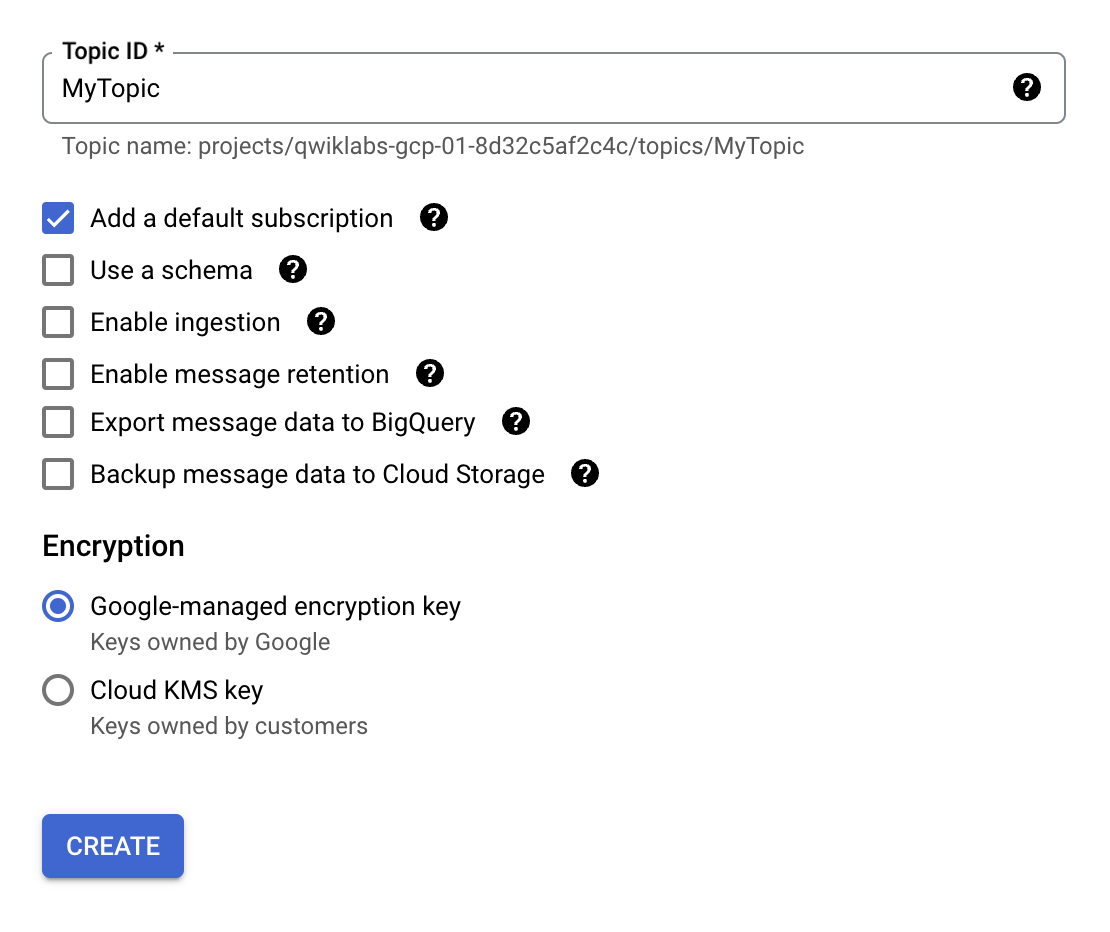 Topic ID *
MyTopic
Topic name: projects/qwiklabs-gcp-01-8d32c5af2c4c/topics/MyTopic
Add a default subscription
Use a schema
Enable ingestion
Enable message retention
Export message data to BigQuery
Backup message data to Cloud Storage
Encryption
Google-managed encryption key
Keys owned by Google
Cloud KMS key
Keys owned by customers
CREATE